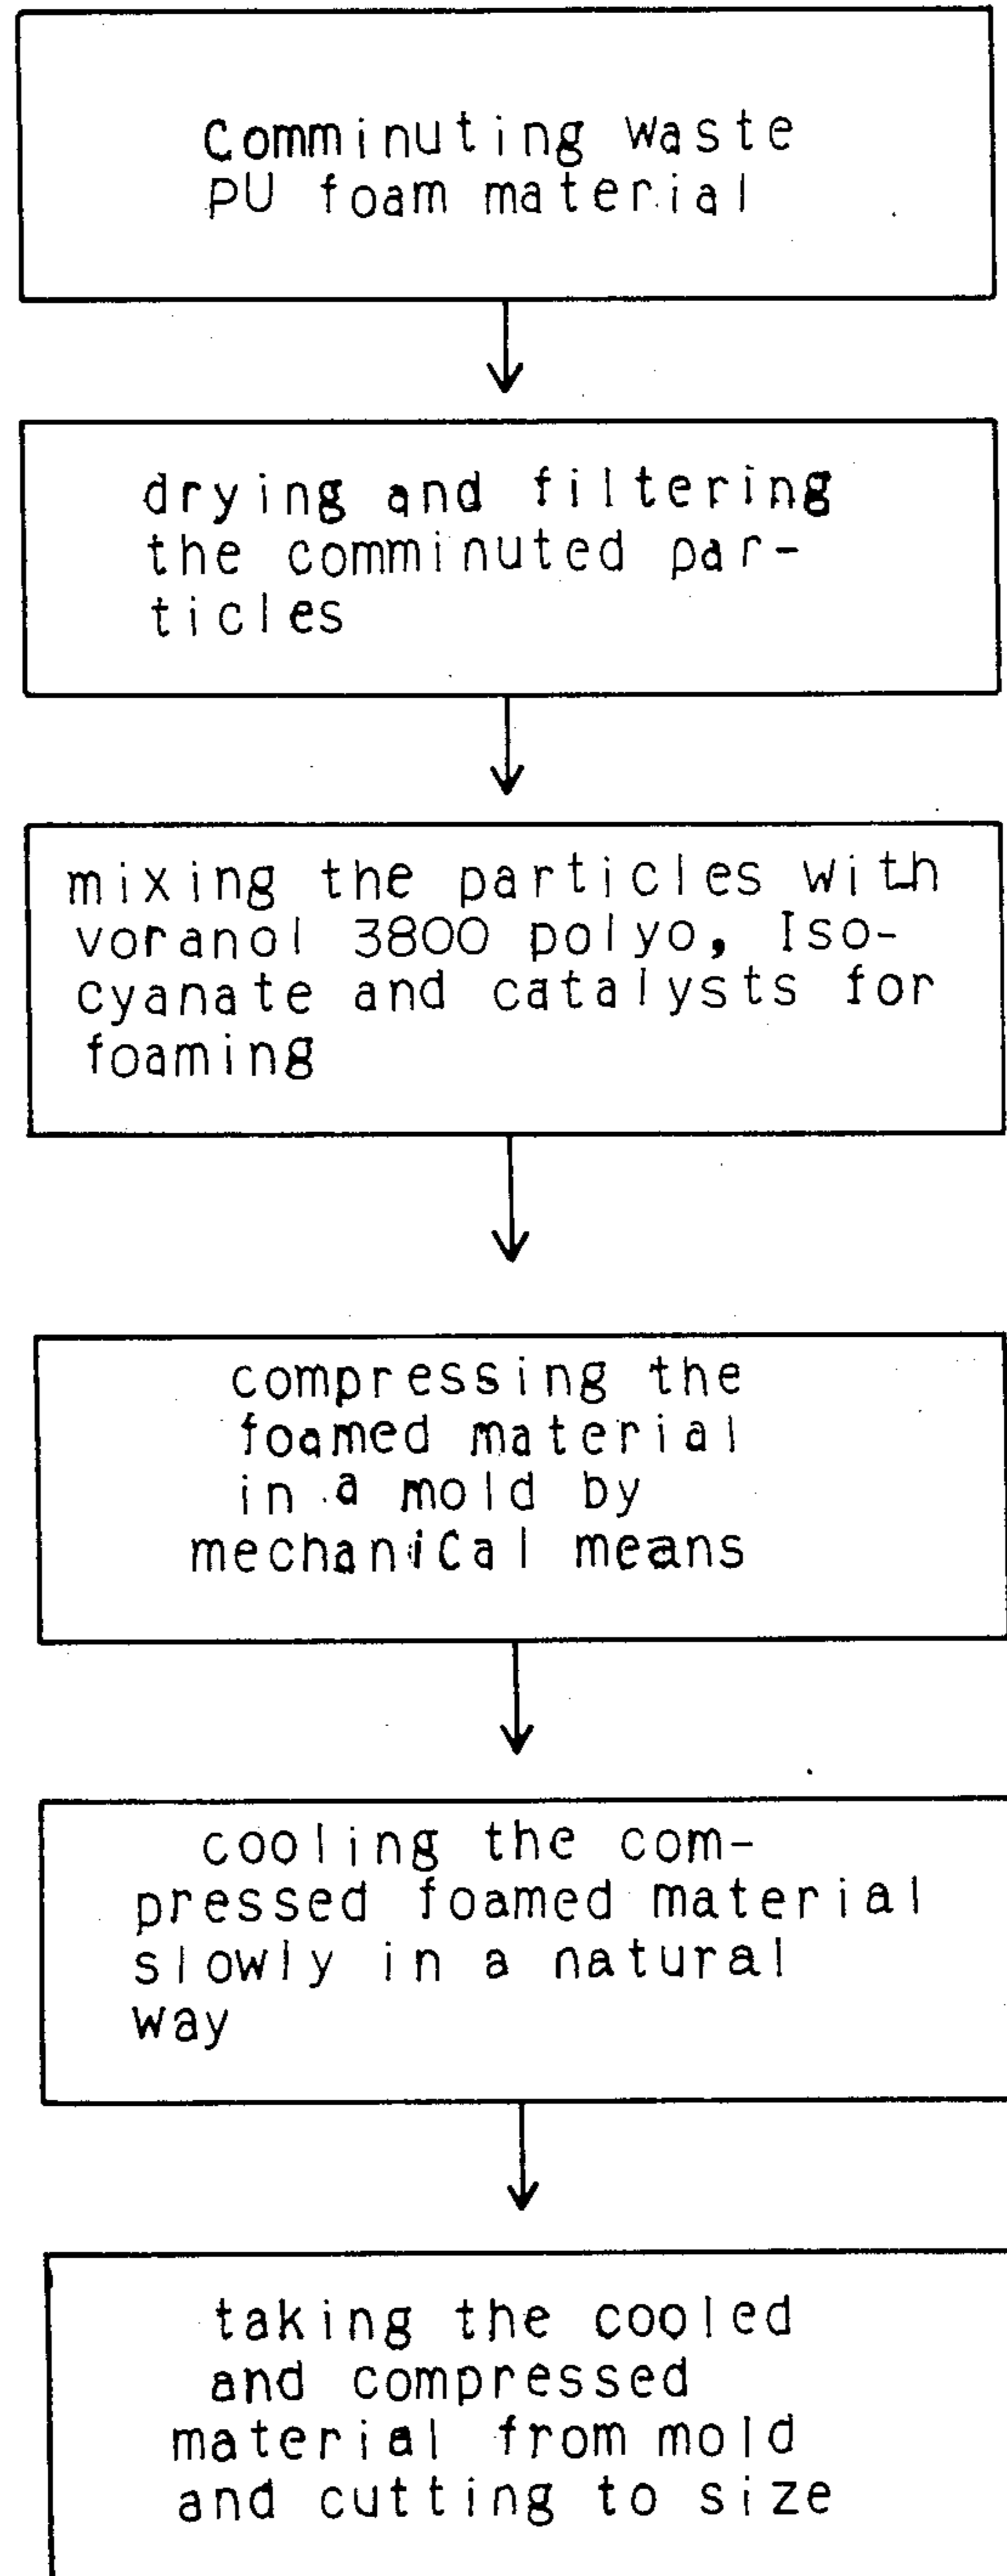 Comminuting waste
PU foam material
drying and filtering
the comminuted par-
ticles
mixing the particles with
voranol 3800 polyo, Iso-
cyanate and catalysts for
foaming
compressing the
foamed material
in a mold by
mechanical means
cooling the com-
pressed foamed material
slowly in a natural
way
taking the cooled
and compressed
material from mold
and cutting to size